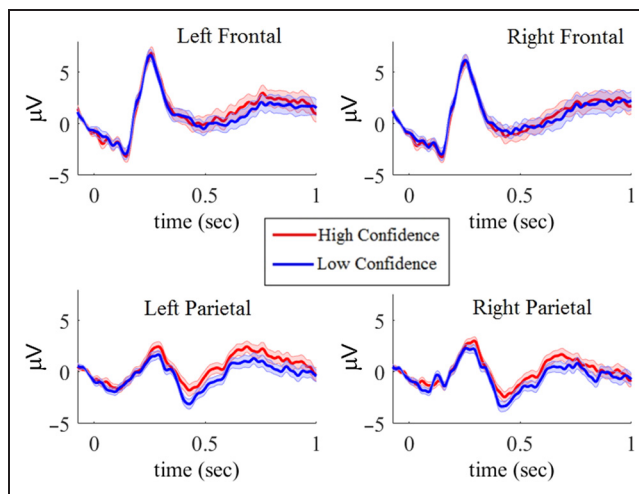 Left Frontal
5
0
−5
μV
0
0.5
1
time (sec)
Right Frontal
5
0
−5
μV
0
0.5
1
time (sec)
High Confidence
Low Confidence
Left Parietal
5
0
−5
μV
0
0.5
1
time (sec)
Right Parietal
5
0
−5
μV
0
0.5
1
time (sec)